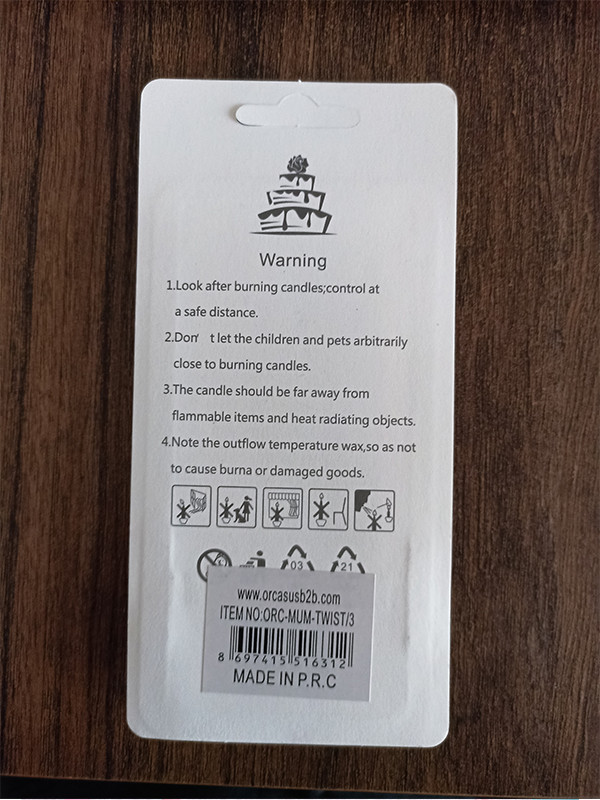 Warning
1.Look after burning candles;control at
a safe distance.
2.Don' t let the children and pets arbitrarily
close to burning candles.
3.The candle should be far away from
flammable items and heat radiating objects.
4.Note the outflow temperature wax,so as not
to cause burna or damaged goods.
03 21
www.orcasusb2b.com
ITEM NO:ORC-MUM-TWIST/3
8 697415 516312
MADE IN P.R.C